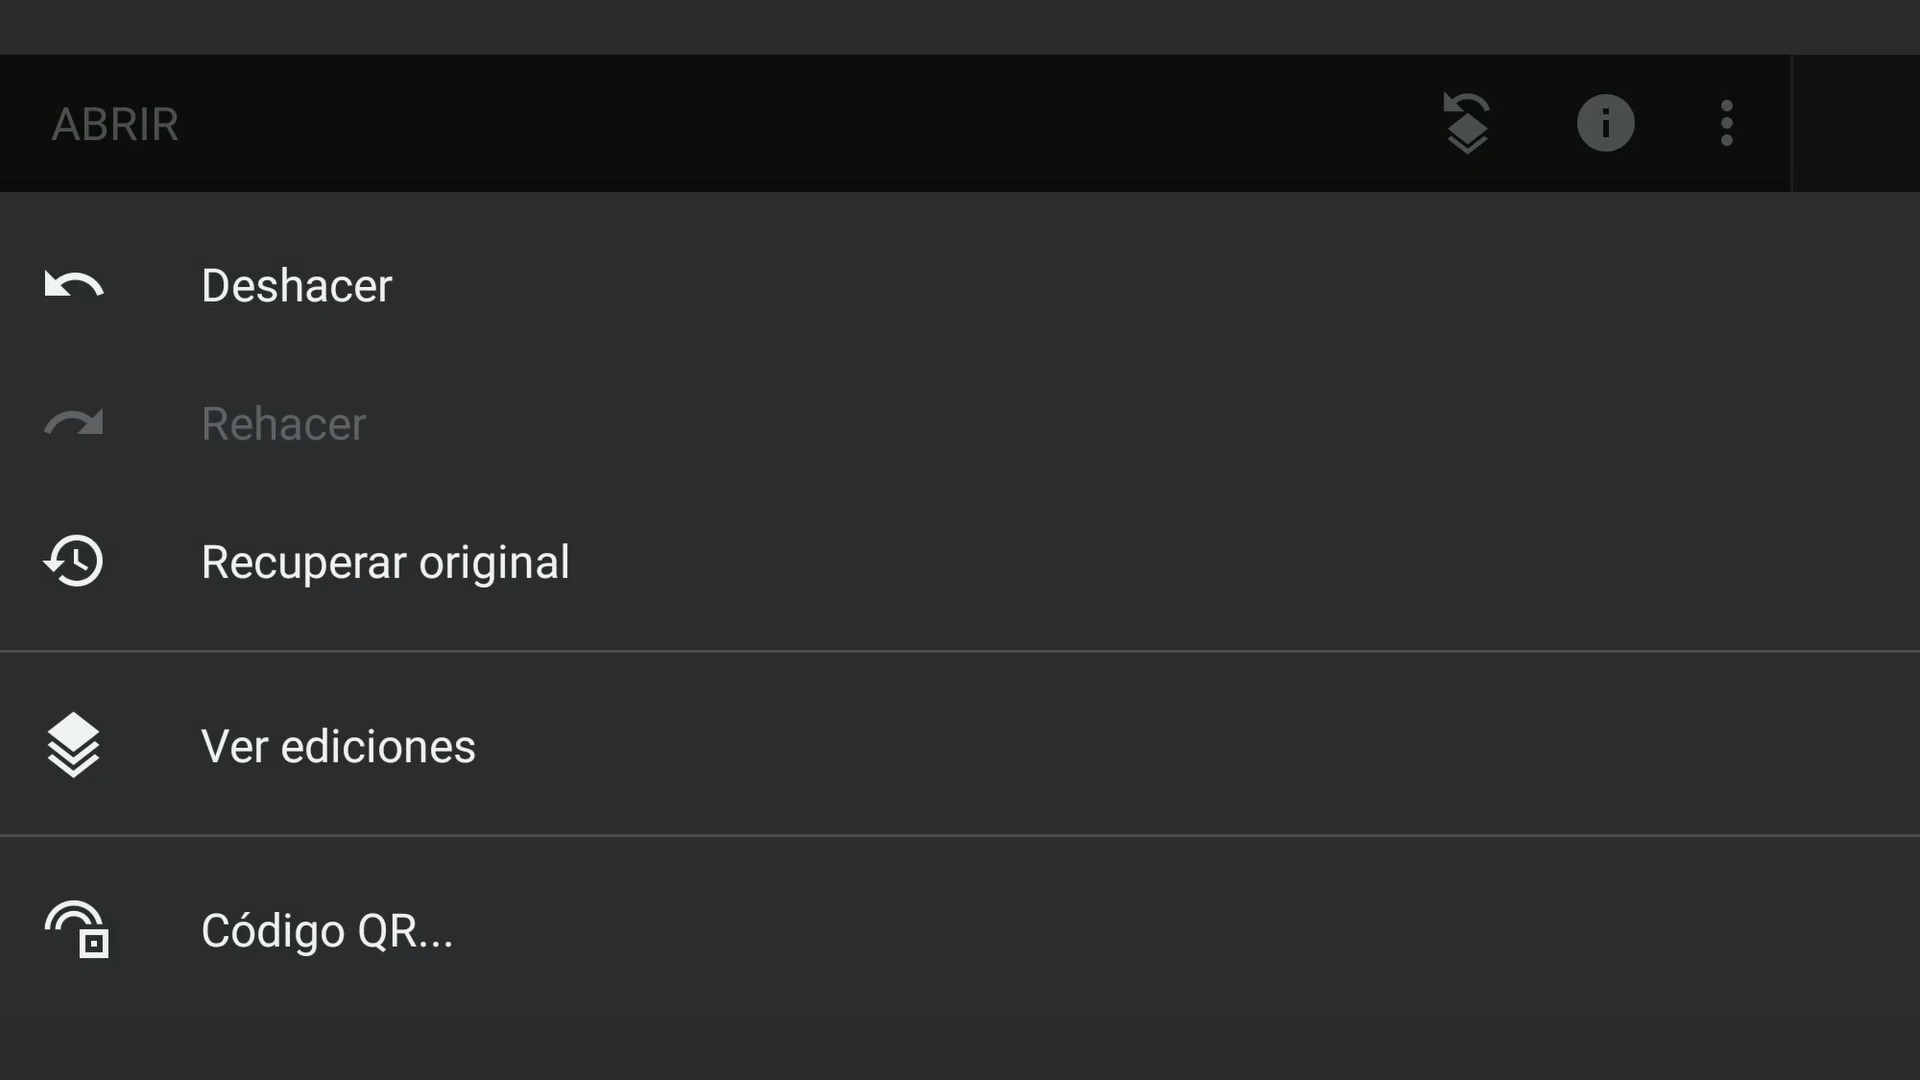 ABRIR
Deshacer
Rehacer
Recuperar original
Ver ediciones
Código QR...